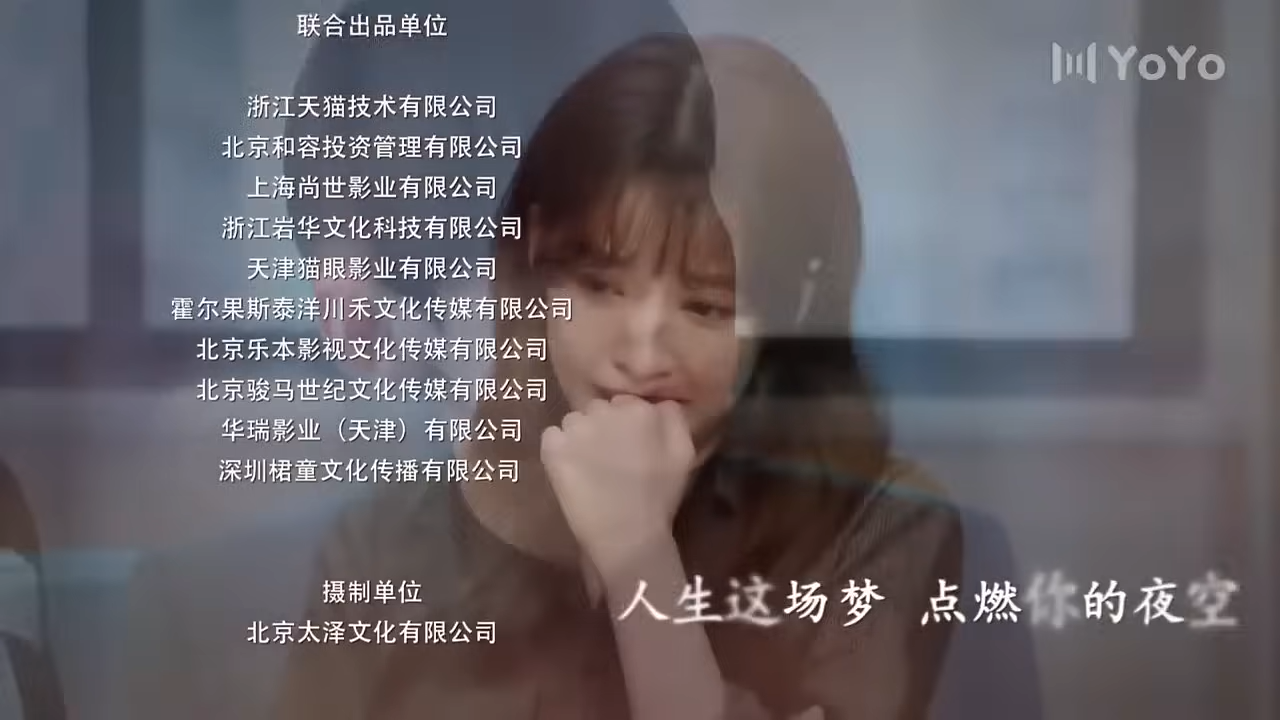 联合出品单位
YoYo
浙江天猫技术有限公司
北京和容投资管理有限公司
上海尚世影业有限公司
浙江岩华文化科技有限公司
天津猫眼影业有限公司
霍尔果斯泰洋川禾文化传媒有限公司
北京乐本影视文化传媒有限公司
北京骏马世纪文化传媒有限公司
华瑞影业（天津）有限公司
深圳桾童文化传播有限公司
摄制单位
北京太泽文化有限公司
人生这场梦 点燃你的夜空